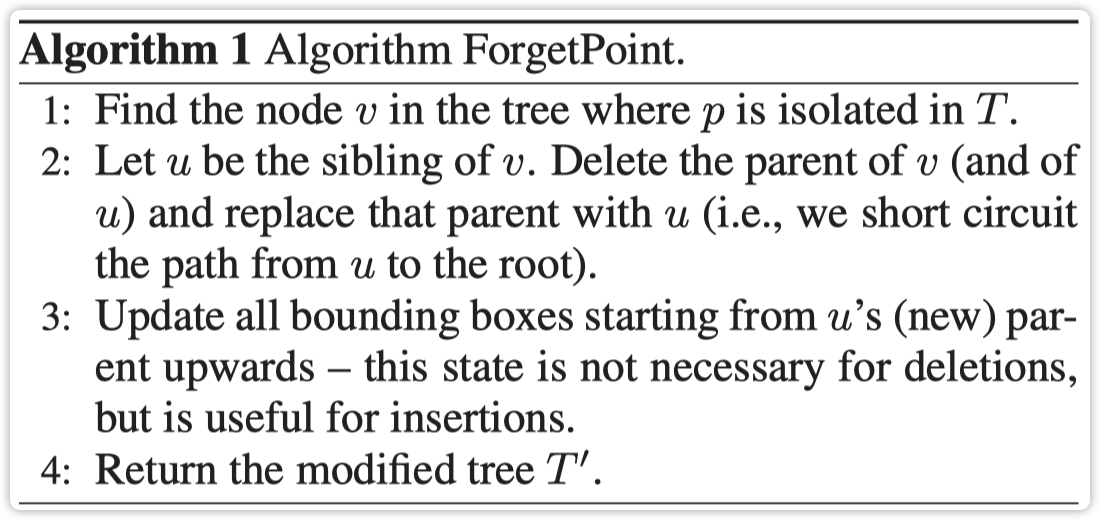 Algorithm 1 Algorithm ForgetPoint.
1: Find the node v in the tree where p is isolated in T.
2: Let u be the sibling of v. Delete the parent of v (and of
u) and replace that parent with u (i.e., we short circuit
the path from u to the root).
3: Update all bounding boxes starting from u's (new) par-
ent upwards – this state is not necessary for deletions,
but is useful for insertions.
4: Return the modified tree T′.